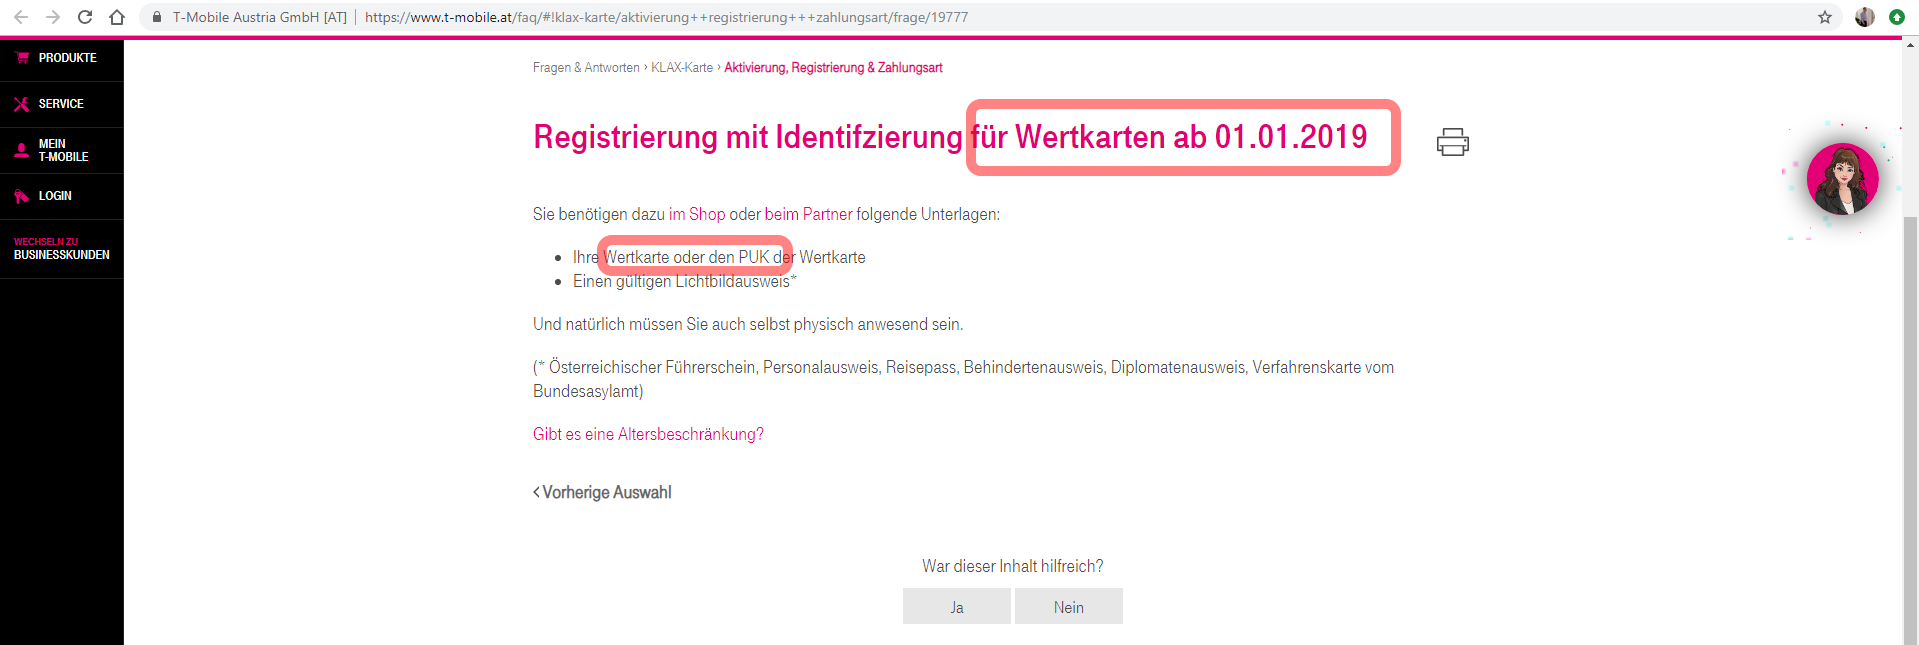 T-Mobile Austria GmbH [AT] | https://www.t-mobile.at/faq/#!klax-karte/aktivierung++registrierung+++zahlungsart/frage/19777
PRODUKTE
SERVICE
MEIN
T-MOBILE
LOGIN
WECHSELN ZU
BUSINESSKUNDEN
Fragen & Antworten › KLAX-Karte › Aktivierung, Registrierung & Zahlungsart
Registrierung mit Identifzierung für Wertkarten ab 01.01.2019
Sie benötigen dazu im Shop oder beim Partner folgende Unterlagen:
• Ihre Wertkarte oder den PUK der Wertkarte
• Einen gültigen Lichtbildausweis*
Und natürlich müssen Sie auch selbst physisch anwesend sein.
(* Österreichischer Führerschein, Personalausweis, Reisepass, Behindertenausweis, Diplomatenausweis, Verfahrenskarte vom
Bundesasylamt)
Gibt es eine Altersbeschränkung?
‹ Vorherige Auswahl
War dieser Inhalt hilfreich?
Ja Nein